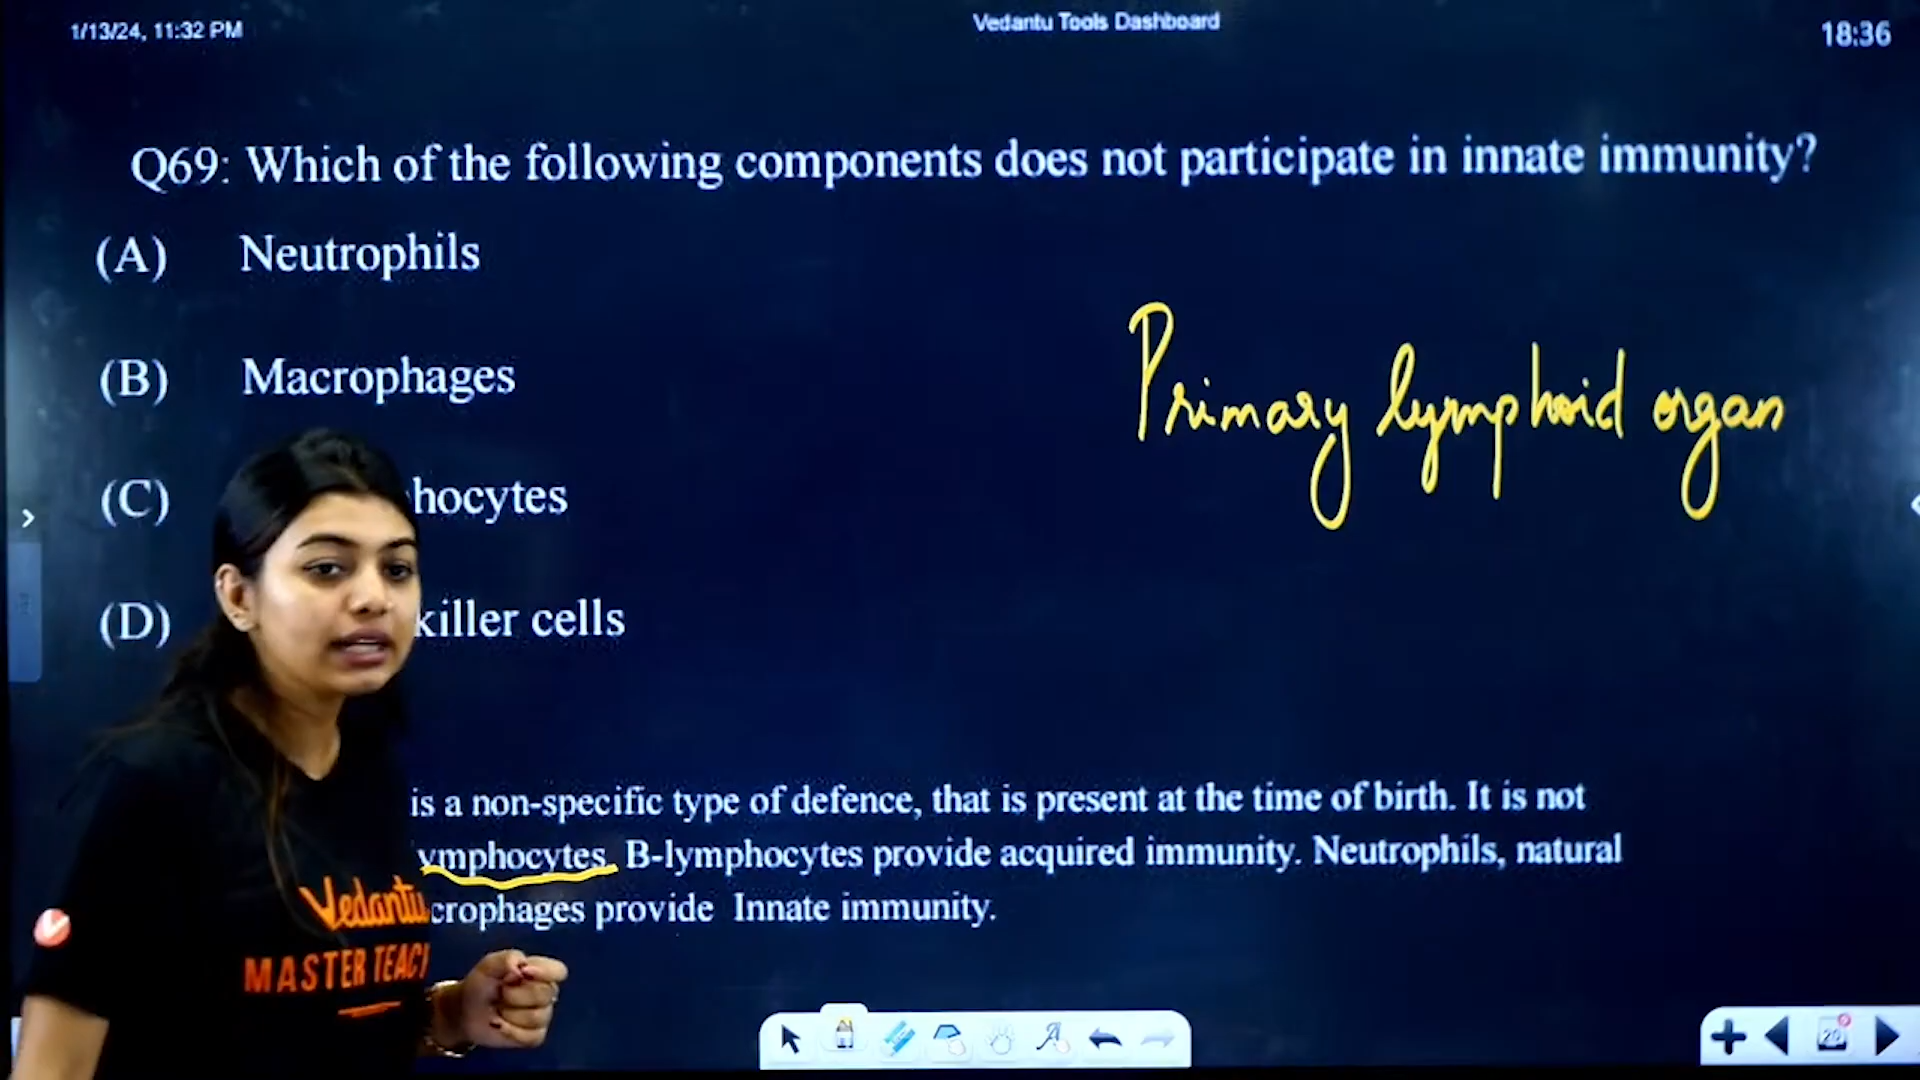 1/13/24, 11:32 PM
Vedantu Tools Dashboard
18:36
Q69: Which of the following components does not participate in innate immunity?
(A) Neutrophils
(B) Macrophages
Primary lymphoid organ
(C) hocytes
(D) killer cells
is a non-specific type of defence, that is present at the time of birth. It is not
ymphocytes. B-lymphocytes provide acquired immunity. Neutrophils, natural
crophages provide Innate immunity.
Vedantu
MASTER TEAC
20